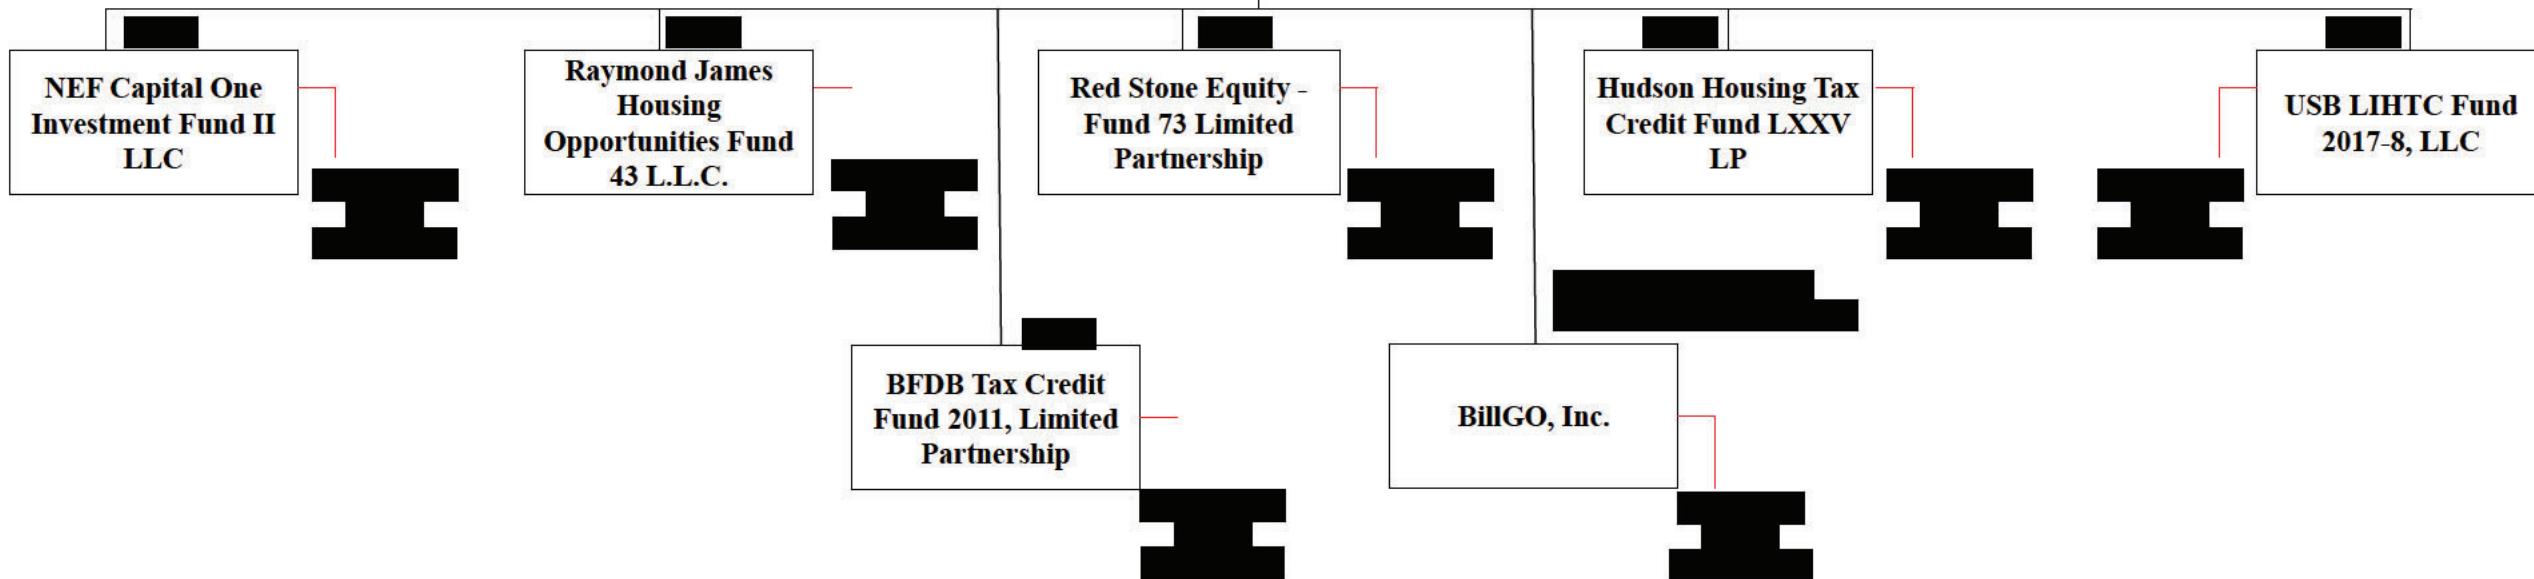 NEF Capital One
Investment Fund II
LLC
Raymond James
Housing
Opportunities Fund
43 L.L.C.
Red Stone Equity -
Fund 73 Limited
Partnership
Hudson Housing Tax
Credit Fund LXXV
LP
USB LIHTC Fund
2017-8, LLC
BFDB Tax Credit
Fund 2011, Limited
Partnership
BillGO, Inc.